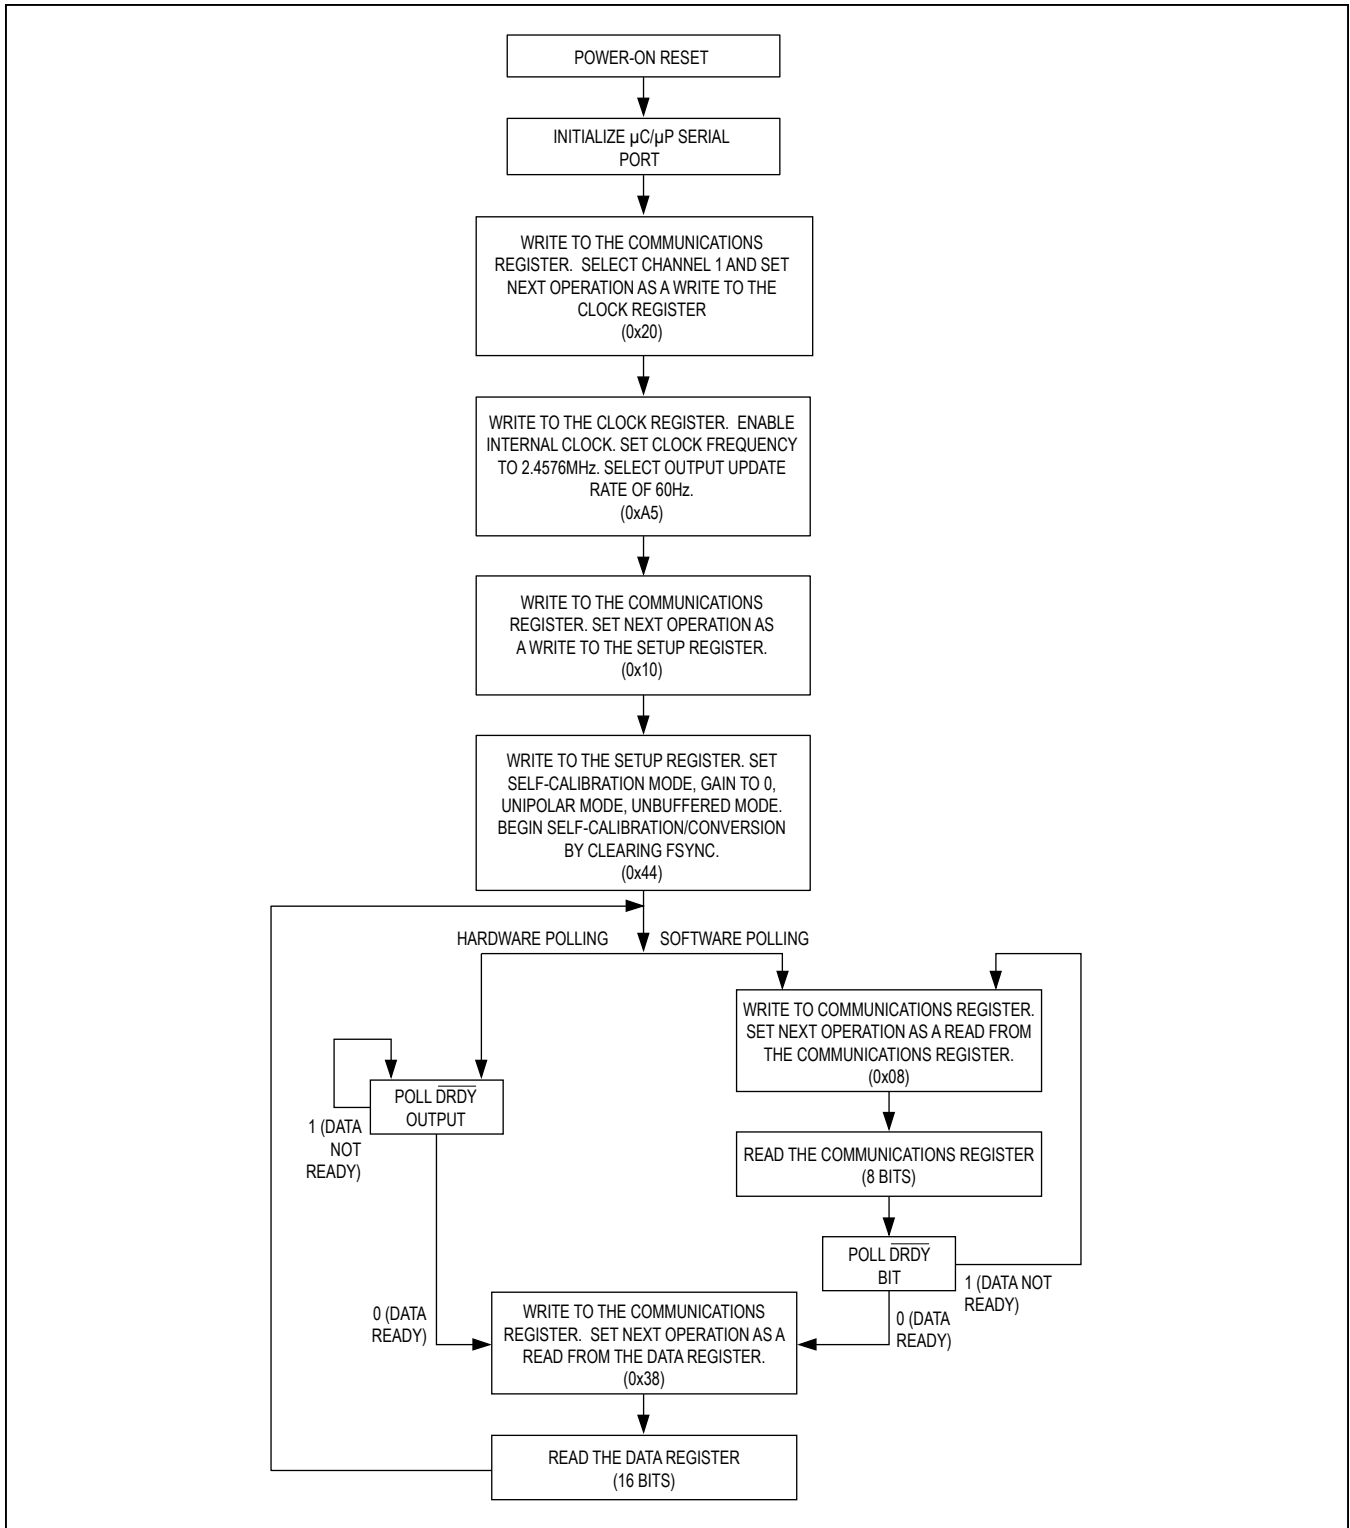 POWER-ON RESET
INITIALIZE µC/µP SERIAL
PORT
WRITE TO THE COMMUNICATIONS
REGISTER. SELECT CHANNEL 1 AND SET
NEXT OPERATION AS A WRITE TO THE
CLOCK REGISTER
(0x20)
WRITE TO THE CLOCK REGISTER. ENABLE
INTERNAL CLOCK. SET CLOCK FREQUENCY
TO 2.4576MHz. SELECT OUTPUT UPDATE
RATE OF 60Hz.
(0xA5)
WRITE TO THE COMMUNICATIONS
REGISTER. SET NEXT OPERATION AS
A WRITE TO THE SETUP REGISTER.
(0x10)
WRITE TO THE SETUP REGISTER. SET
SELF-CALIBRATION MODE, GAIN TO 0,
UNIPOLAR MODE, UNBUFFERED MODE.
BEGIN SELF-CALIBRATION/CONVERSION
BY CLEARING FSYNC.
(0x44)
HARDWARE POLLING
SOFTWARE POLLING
WRITE TO COMMUNICATIONS REGISTER.
SET NEXT OPERATION AS A READ FROM
THE COMMUNICATIONS REGISTER.
(0x08)
POLL D̅R̅D̅Y̅
OUTPUT
1 (DATA
NOT
READY)
READ THE COMMUNICATIONS REGISTER
(8 BITS)
POLL D̅R̅D̅Y̅
BIT
1 (DATA NOT
READY)
0 (DATA
READY)
0 (DATA
READY)
WRITE TO THE COMMUNICATIONS
REGISTER. SET NEXT OPERATION AS A
READ FROM THE DATA REGISTER.
(0x38)
READ THE DATA REGISTER
(16 BITS)